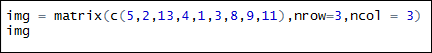 img = matrix(c(5,2,13,4,1,3,8,9,11),nrow=3,ncol = 3)
img